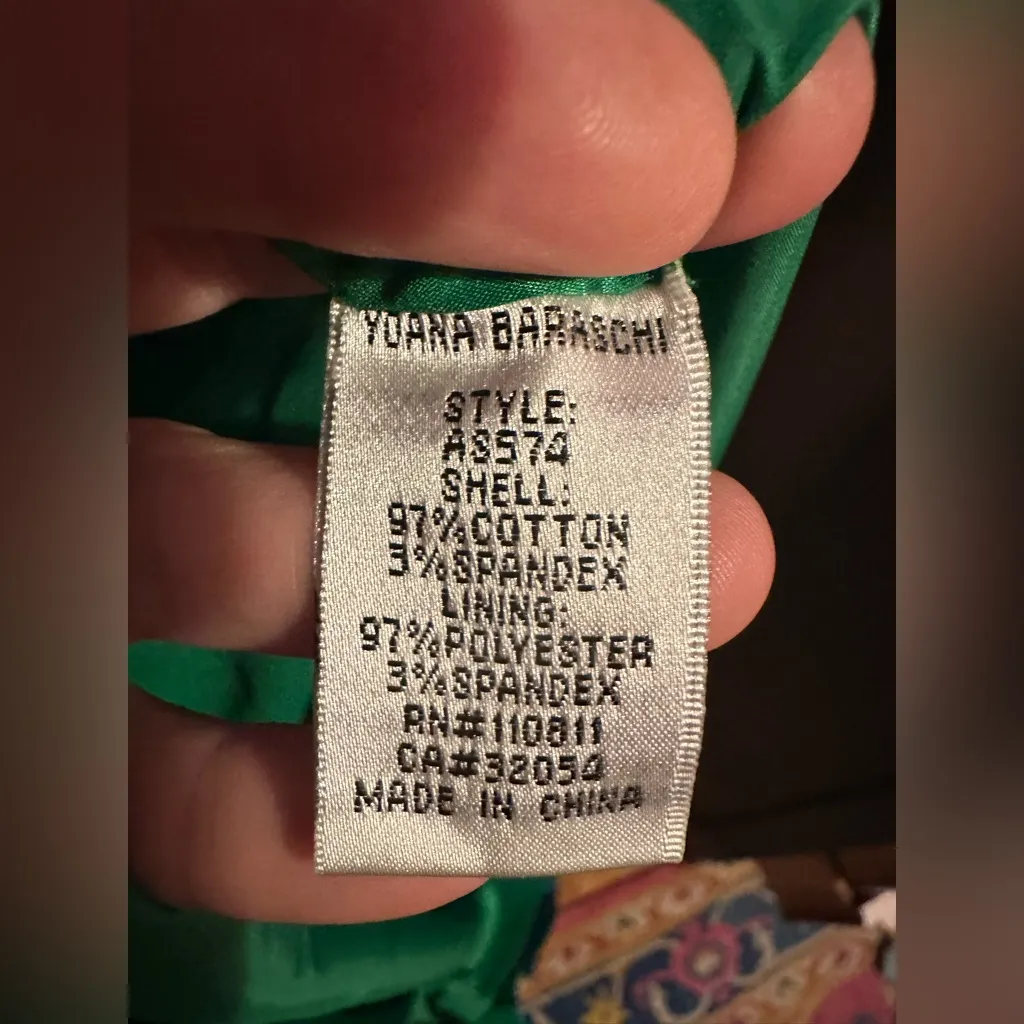 YOANA BARASCHI
STYLE:
AS574
SHELL:
97%COTTON
3%SPANDEX
LINING:
97%POLYESTER
3%SPANDEX
RN#110811
CA#32054
MADE IN CHINA